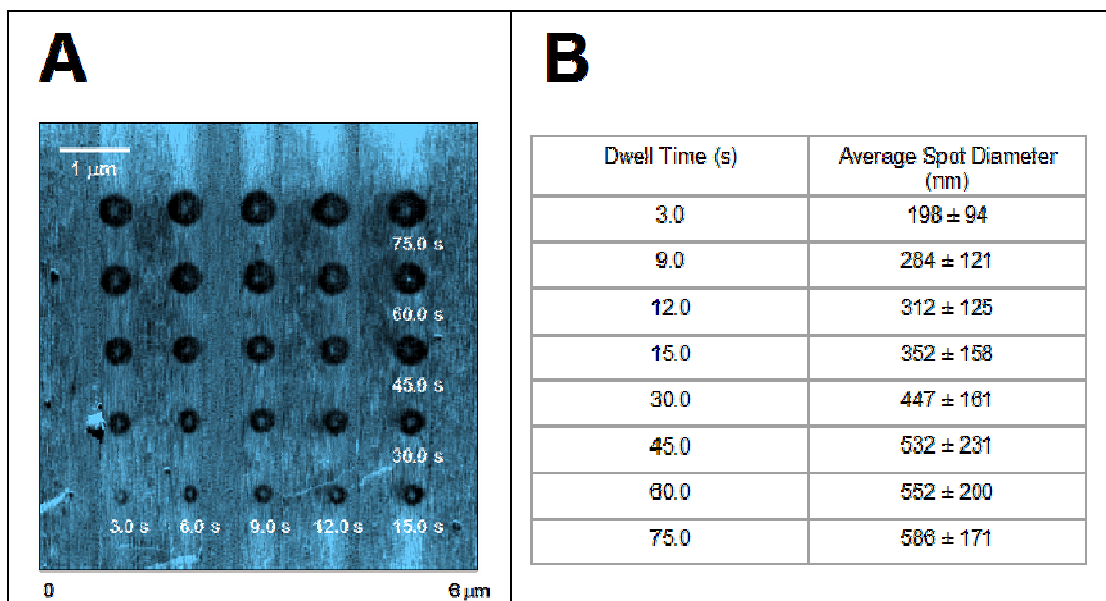 A
1 μm
75.0 s
60.0 s
45.0 s
30.0 s
3.0 s 6.0 s 9.0 s 12.0 s 15.0 s
0 6 μm
B
Dwell Time (s) Average Spot Diameter
(nm)
3.0 198 ± 94
9.0 284 ± 121
12.0 312 ± 125
15.0 352 ± 158
30.0 447 ± 161
45.0 532 ± 231
60.0 552 ± 200
75.0 586 ± 171